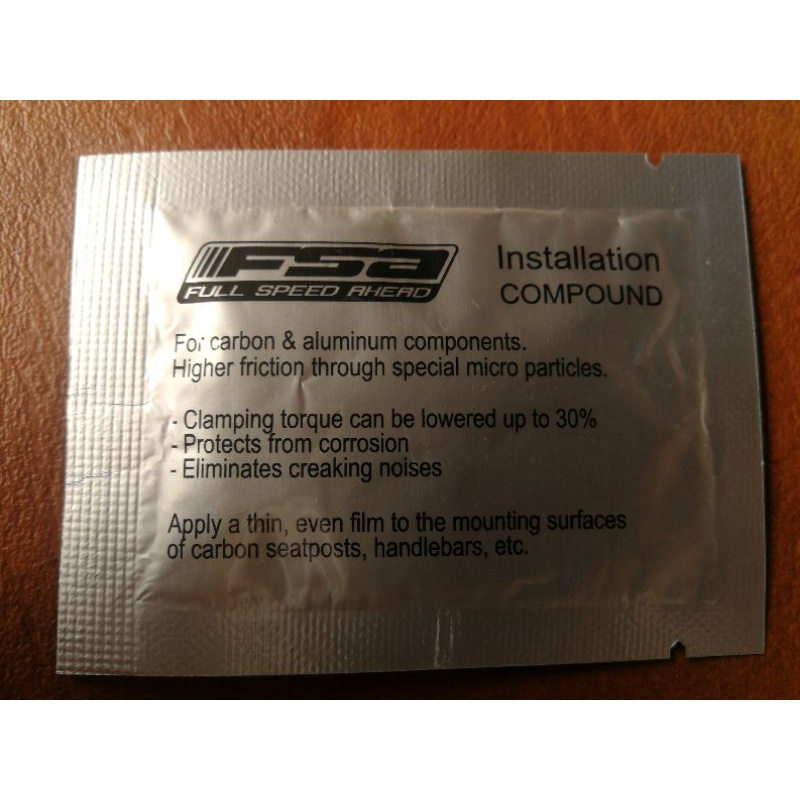 FSA
FULL SPEED AHEAD
Installation
COMPOUND
For carbon & aluminum components.
Higher friction through special micro particles.
- Clamping torque can be lowered up to 30%
- Protects from corrosion
- Eliminates creaking noises
Apply a thin, even film to the mounting surfaces
of carbon seatposts, handlebars, etc.